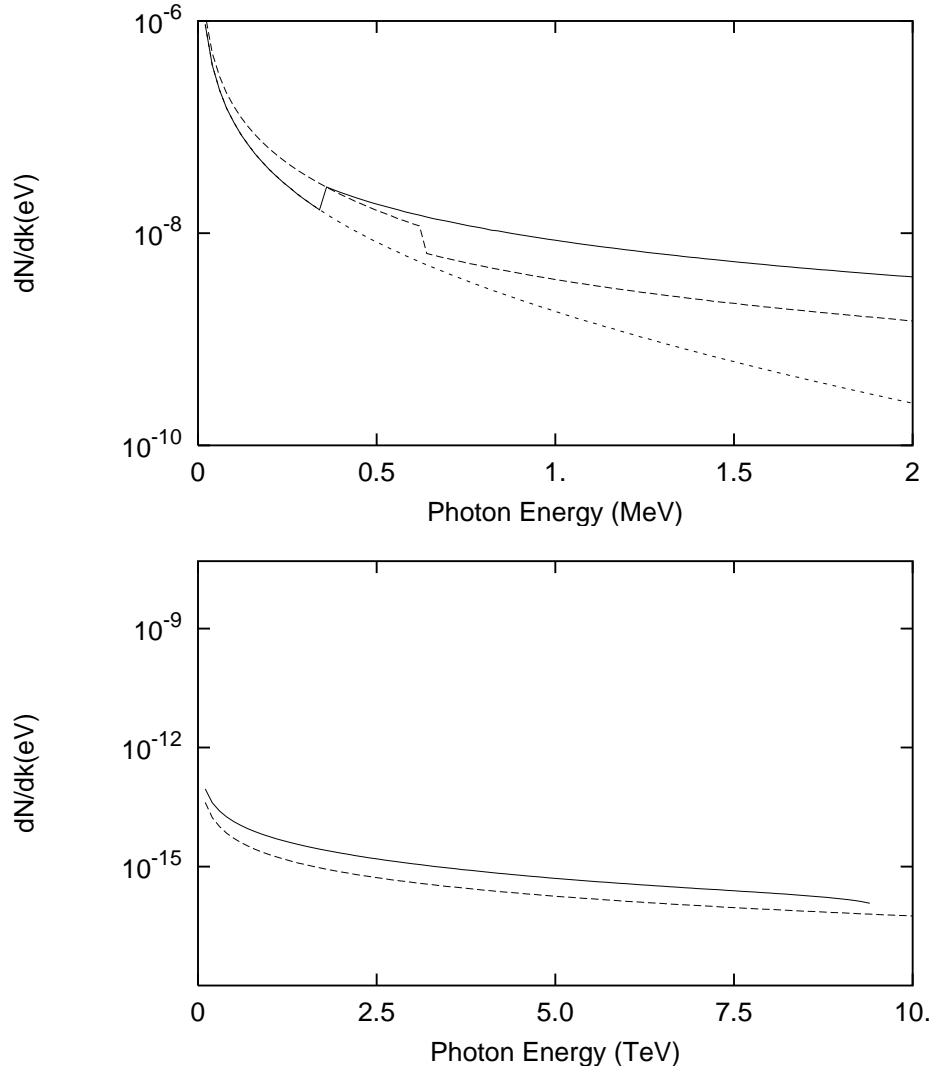 10^-6
10^-8
10^-10
dN/dk(eV)
0 0.5 1. 1.5 2
Photon Energy (MeV)
10^-9
10^-12
10^-15
dN/dk(eV)
0 2.5 5.0 7.5 10.
Photon Energy (TeV)